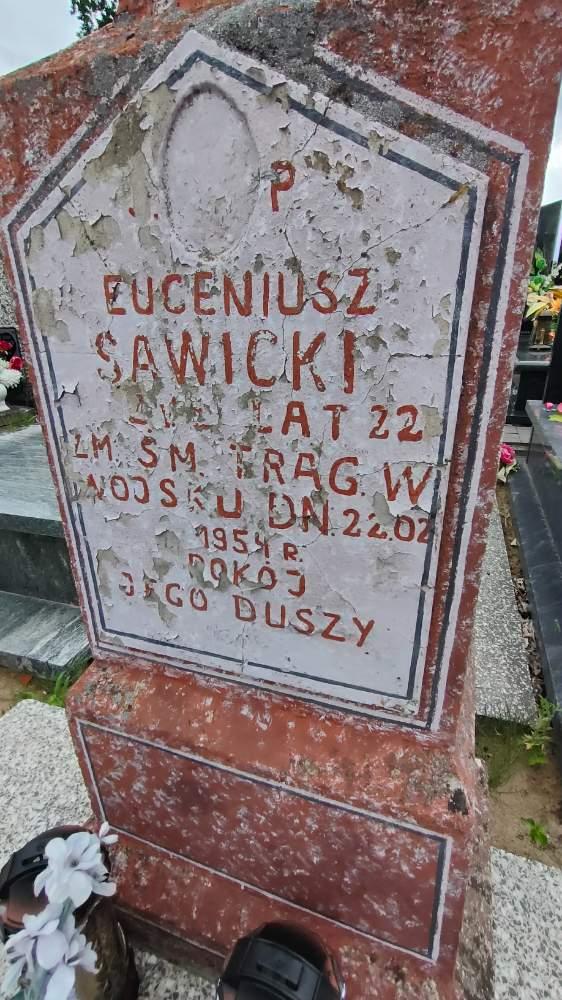 P
EUGENIUSZ
SAWICKI
LAT 22
ZM. ŚM. TRAG. W
WOJSKU DN. 22.02
1954 R.
POKÓJ
JEGO DUSZY